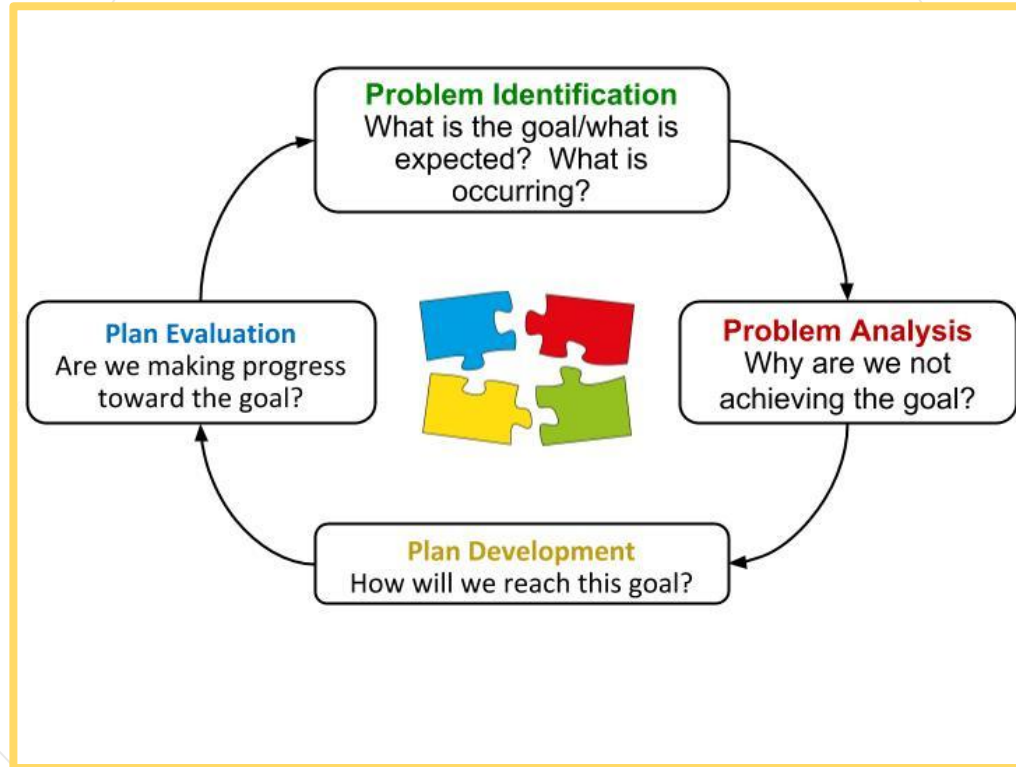 Problem Identification
What is the goal/what is
expected?  What is
occurring?
Problem Analysis
Why are we not
achieving the goal?
Plan Development
How will we reach this goal?
Plan Evaluation
Are we making progress
toward the goal?